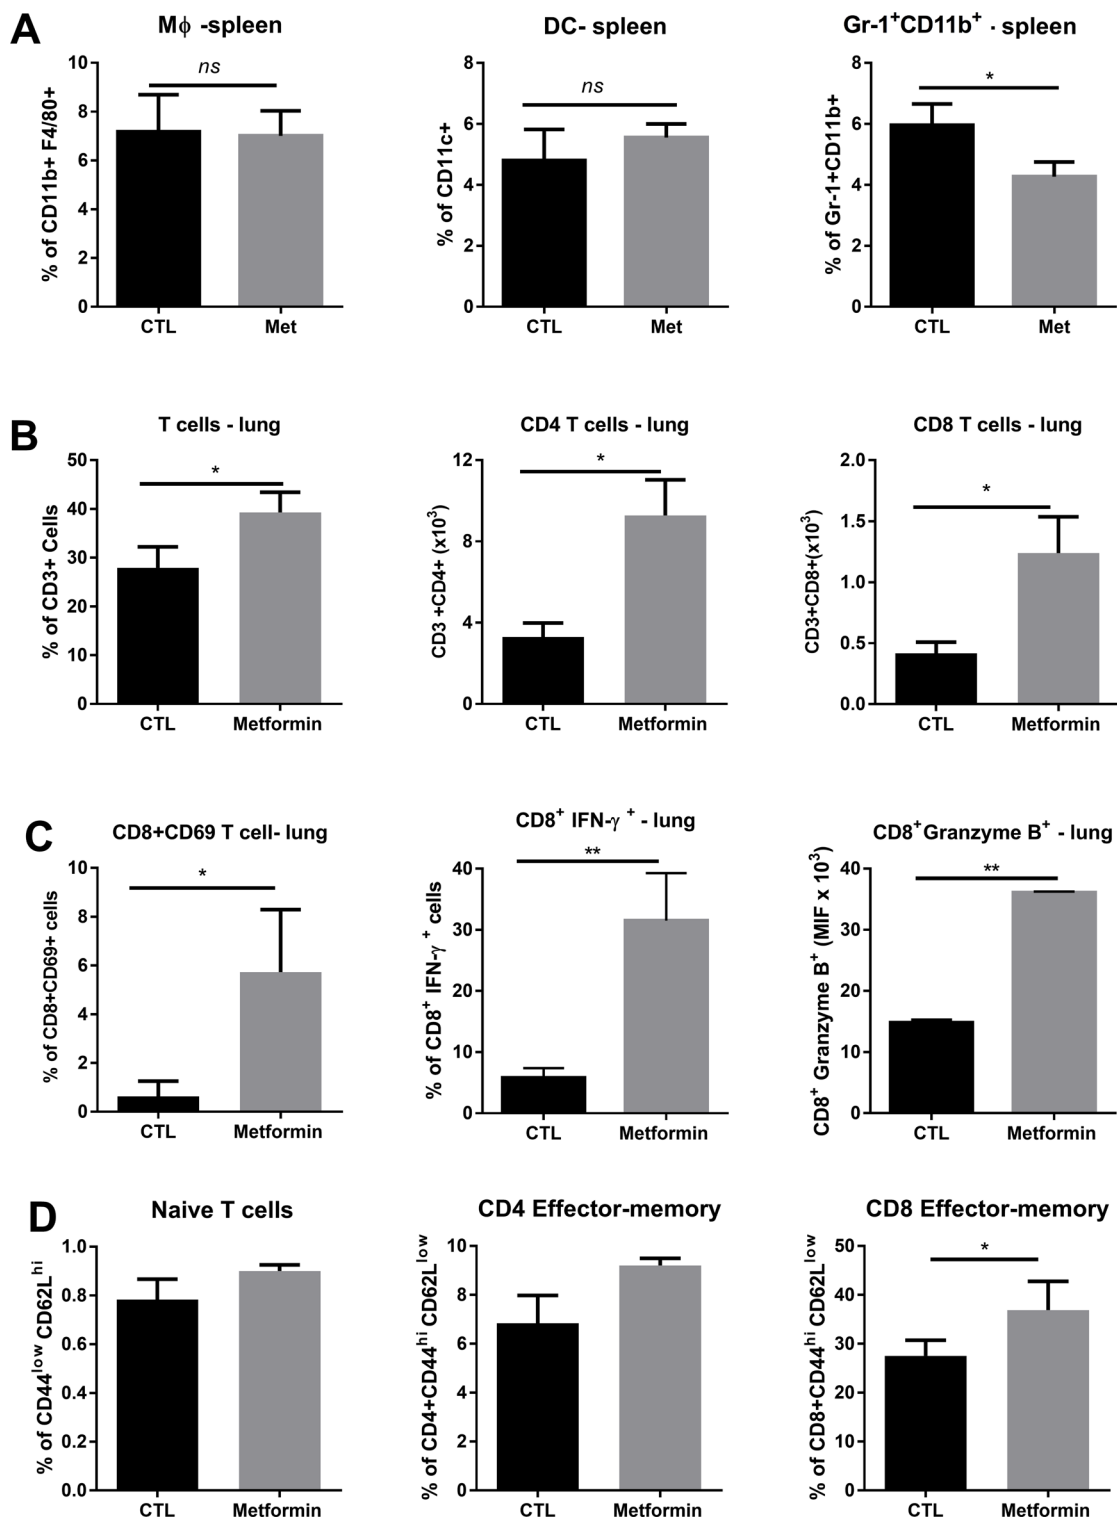 A
Mϕ -spleen
DC- spleen
Gr-1+CD11b+ · spleen
% of CD11b+ F4/80+
8
10
6
4
2
0
ns
CTL
Met
% of CD11c+
8
6
4
2
0
ns
CTL
Met
% of Gr-1+CD11b+
8
6
4
2
0
*
CTL
Met
B
T cells - lung
CD4 T cells - lung
CD8 T cells - lung
% of CD3+ Cells
50
40
30
20
10
0
*
CTL
Metformin
CD3 +CD4+ (x10³)
12
8
4
0
*
CTL
Metformin
CD3+CD8+(x10³)
2.0
1.5
1.0
0.5
0.0
*
CTL
Metformin
C
CD8+CD69 T cell- lung
CD8⁺ IFN-γ ⁺ - lung
CD8⁺Granzyme B⁺ - lung
% of CD8+CD69+ cells
10
8
6
4
2
0
*
CTL
Metformin
% of CD8⁺ IFN-γ ⁺ cells
40
30
20
10
0
**
CTL
Metformin
CD8⁺ Granzyme B⁺ (MIF x 10³)
40
30
20
10
0
**
CTL
Metformin
D
Naive T cells
CD4 Effector-memory
CD8 Effector-memory
% of CD44low CD62Lhi
1.0
0.8
0.6
0.4
0.2
0.0
CTL
Metformin
% of CD4+CD44hi CD62Llow
10
8
6
4
2
0
CTL
Metformin
% of CD8+CD44hi CD62Llow
50
40
30
20
10
0
*
CTL
Metformin